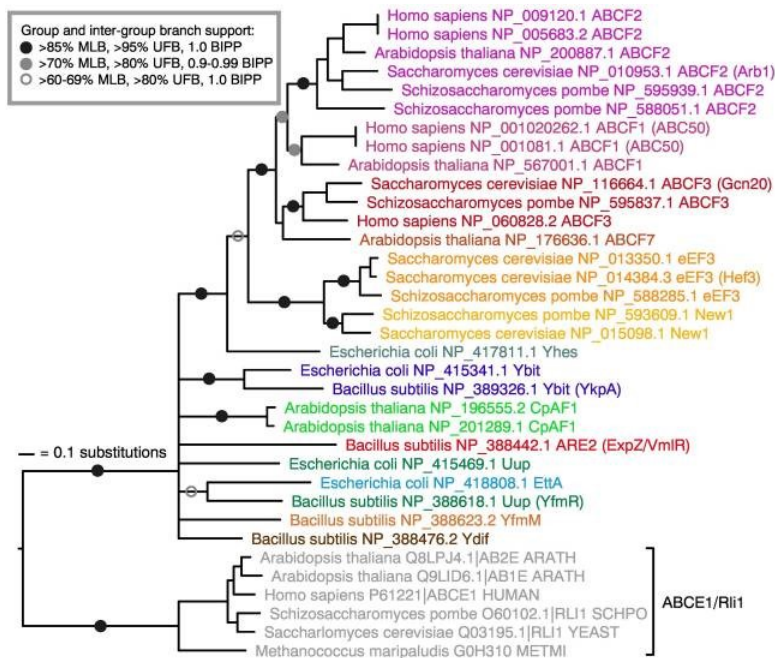 Group and inter-group branch support:
>85% MLB, >95% UFB, 1.0 BIPP
>70% MLB, >80% UFB, 0.9-0.99 BIPP
>60-69% MLB, >80% UFB, 1.0 BIPP
Homo sapiens NP_009120.1 ABCF2
Homo sapiens NP_005683.2 ABCF2
Arabidopsis thaliana NP_200887.1 ABCF2
Saccharomyces cerevisiae NP_010953.1 ABCF2 (Arb1)
Schizosaccharomyces pombe NP_595939.1 ABCF2
Schizosaccharomyces pombe NP_588051.1 ABCF2
Homo sapiens NP_001020262.1 ABCF1 (ABC50)
Homo sapiens NP_001081.1 ABCF1 (ABC50)
Arabidopsis thaliana NP_567001.1 ABCF1
Saccharomyces cerevisiae NP_116664.1 ABCF3 (Gcn20)
Schizosaccharomyces pombe NP_595837.1 ABCF3
Homo sapiens NP_060828.2 ABCF3
Arabidopsis thaliana NP_176636.1 ABCF7
Saccharomyces cerevisiae NP_013350.1 eEF3
Saccharomyces cerevisiae NP_014384.3 eEF3 (Hef3)
Schizosaccharomyces pombe NP_588285.1 eEF3
Schizosaccharomyces pombe NP_593609.1 New1
Saccharomyces cerevisiae NP_015098.1 New1
Escherichia coli NP_417811.1 Yhes
Escherichia coli NP_415341.1 Ybit
Bacillus subtilis NP_389326.1 Ybit (YkpA)
Arabidopsis thaliana NP_196555.2 CpAF1
Arabidopsis thaliana NP_201289.1 CpAF1
Bacillus subtilis NP_388442.1 ARE2 (ExpZ/VmlR)
= 0.1 substitutions
Escherichia coli NP_415469.1 Uup
Escherichia coli NP_418808.1 EttA
Bacillus subtilis NP_388618.1 Uup (YfmR)
Bacillus subtilis NP_388623.2 YfmM
Bacillus subtilis NP_388476.2 Ydif
Arabidopsis thaliana Q8LPJ4.1|AB2E ARATH
Arabidopsis thaliana Q9LID6.1|AB1E ARATH
Homo sapiens P61221|ABCE1 HUMAN
ABCE1/Rli1
Schizosaccharomyces pombe O60102.1|RLI1 SCHPO
Saccharlomyces cerevisiae Q03195.1|RLI1 YEAST
Methanococcus maripaludis G0H310 METMI